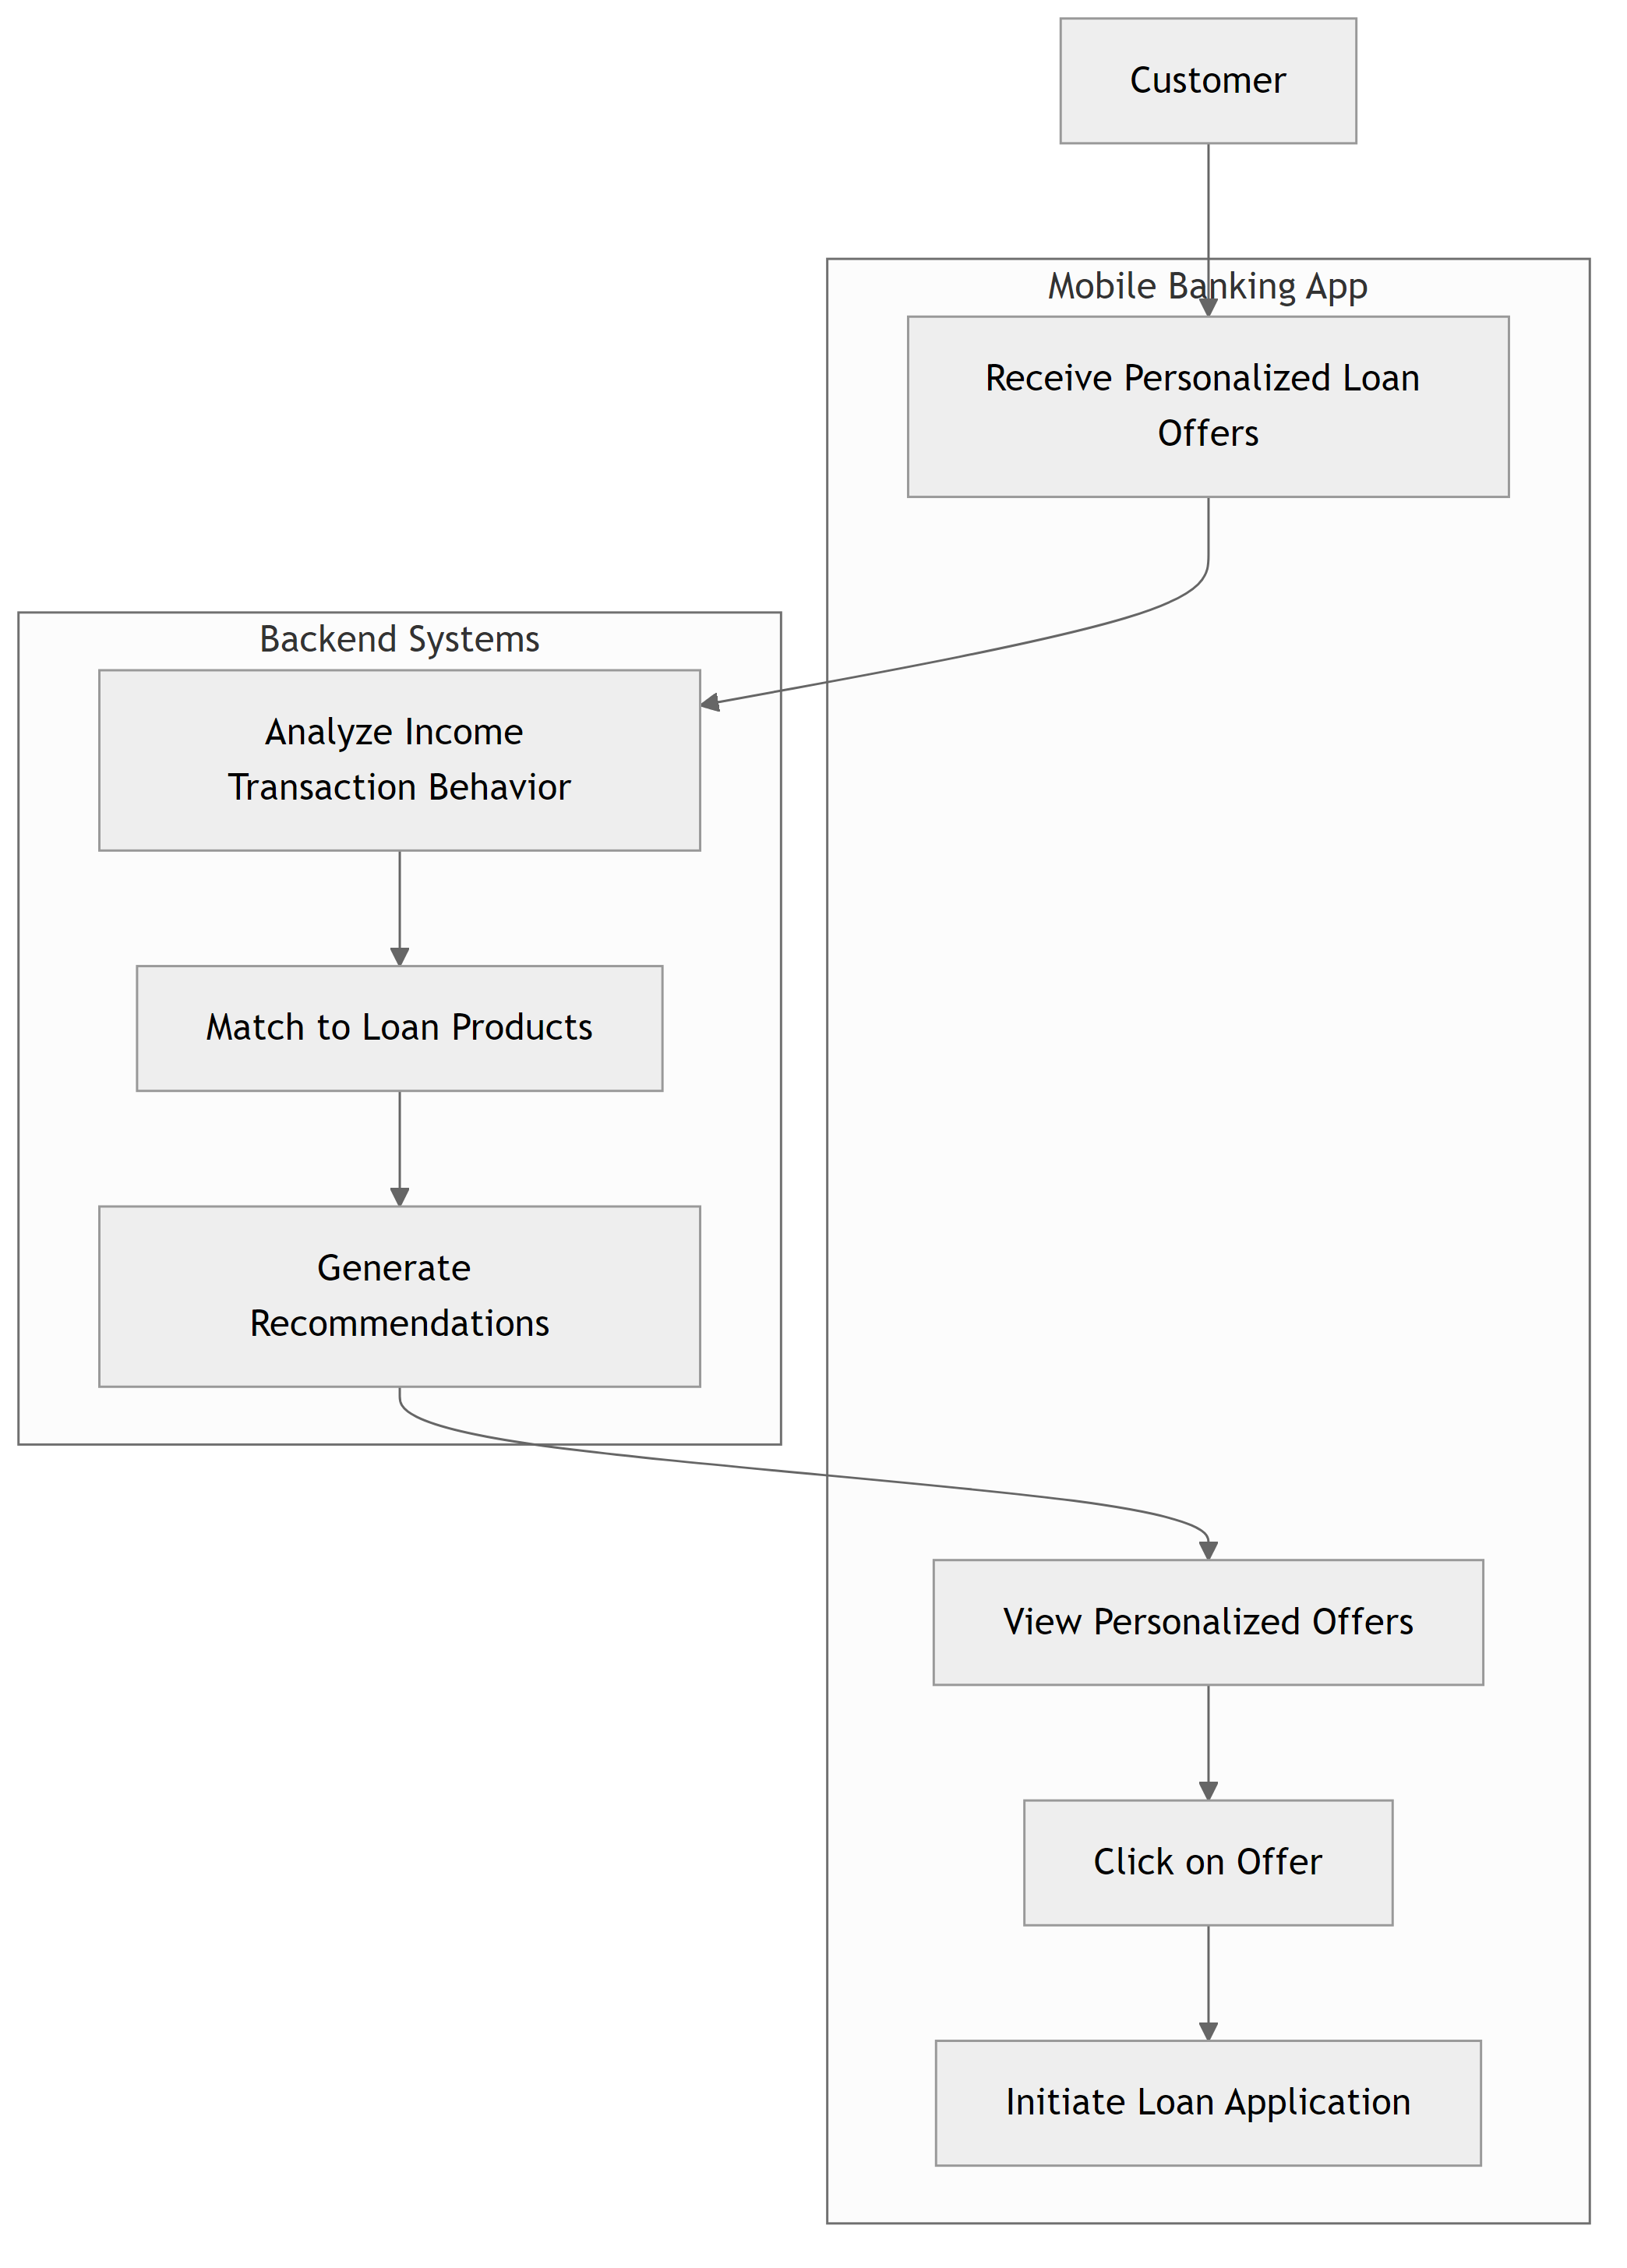 Customer
Mobile Banking App
Receive Personalized Loan
Offers
Backend Systems
Analyze Income
Transaction Behavior
Match to Loan Products
Generate
Recommendations
View Personalized Offers
Click on Offer
Initiate Loan Application